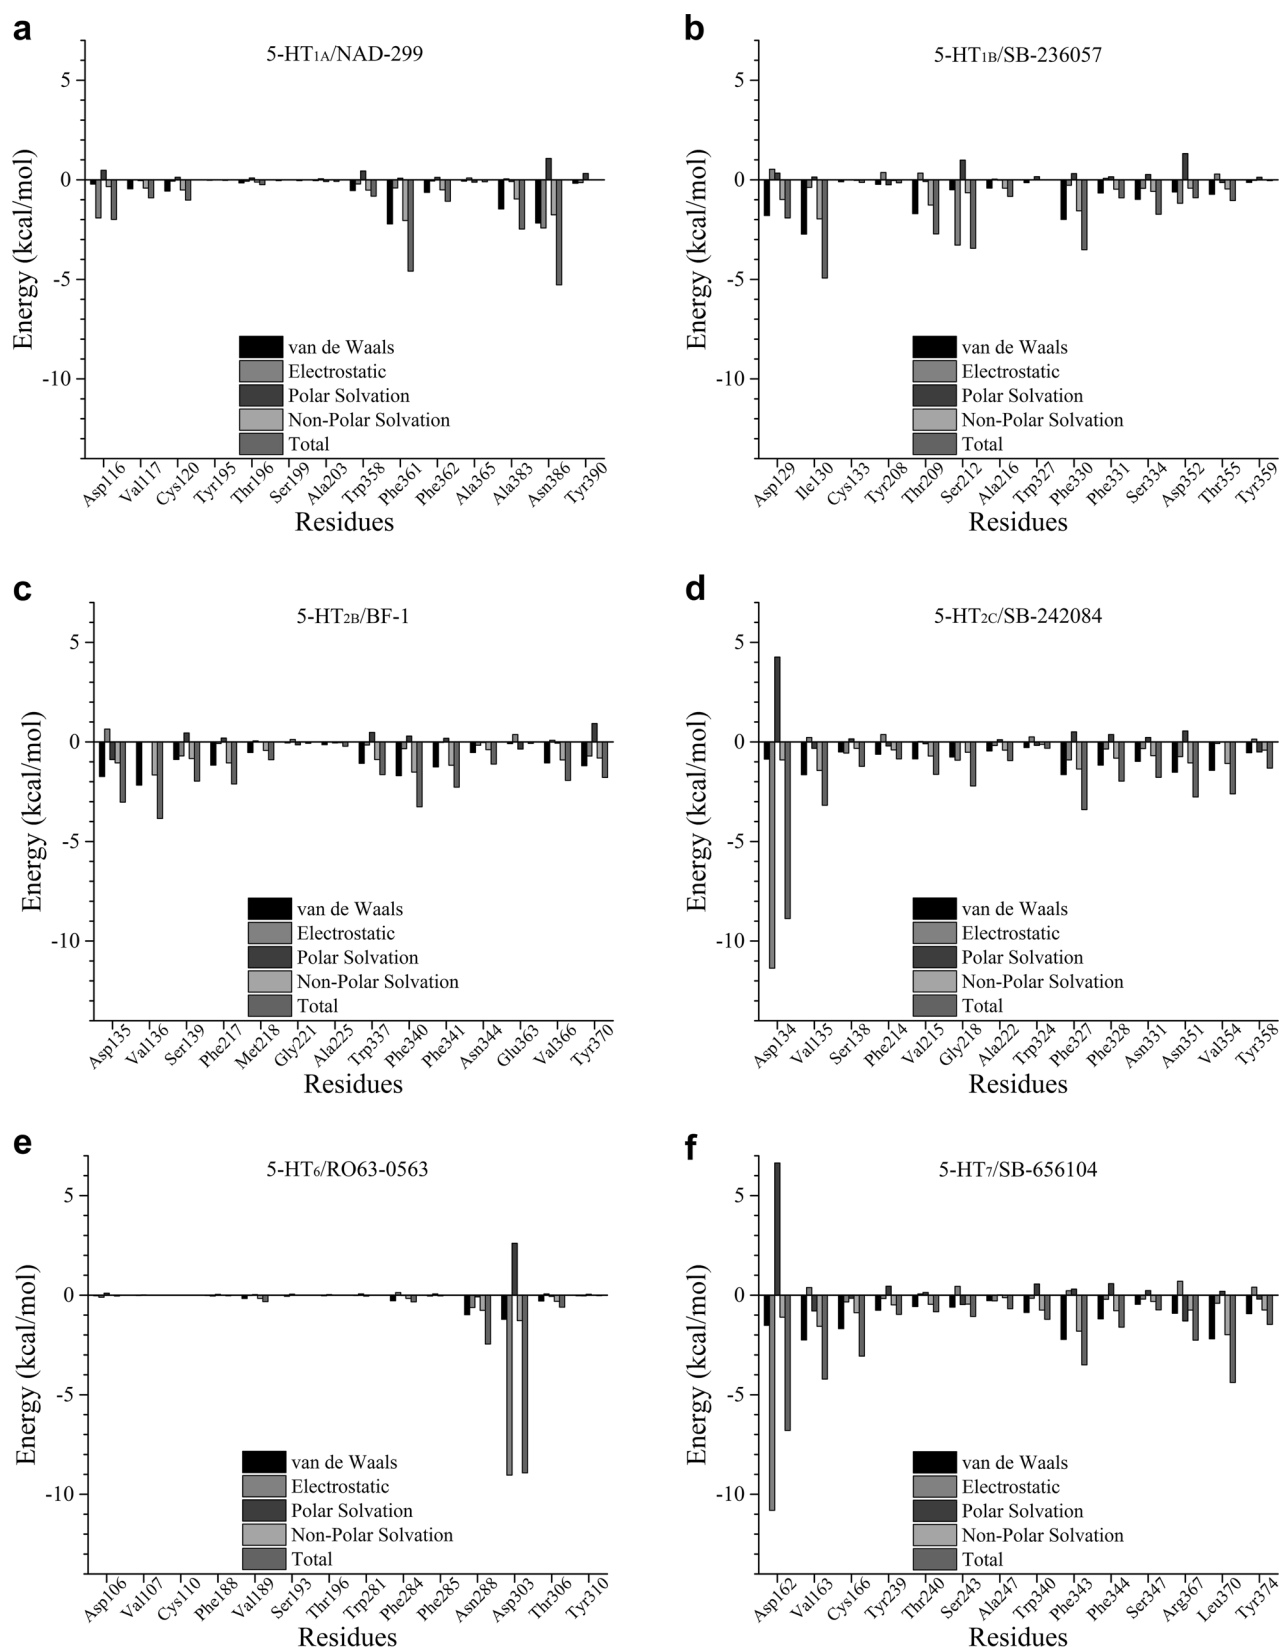 a
5-HT1A/NAD-299
Energy (kcal/mol)
5
0
-5
-10
van de Waals
Electrostatic
Polar Solvation
Non-Polar Solvation
Total
Asp116 Val117 Cys120 Tyr195 Thr196 Ser199 Ala203 Trp358 Phe361 Phe362 Ala365 Ala383 Asn386 Tyr390
Residues
b
5-HT1B/SB-236057
Energy (kcal/mol)
5
0
-5
-10
van de Waals
Electrostatic
Polar Solvation
Non-Polar Solvation
Total
Asp129 Ile130 Cys133 Tyr208 Thr209 Ser212 Ala216 Trp327 Phe330 Phe331 Ser334 Asp352 Thr355 Tyr359
Residues
c
5-HT2B/BF-1
Energy (kcal/mol)
5
0
-5
-10
van de Waals
Electrostatic
Polar Solvation
Non-Polar Solvation
Total
Asp135 Val136 Ser139 Phe217 Met218 Gly221 Ala225 Trp337 Phe340 Phe341 Asn344 Glu363 Val366 Tyr370
Residues
d
5-HT2C/SB-242084
Energy (kcal/mol)
5
0
-5
-10
van de Waals
Electrostatic
Polar Solvation
Non-Polar Solvation
Total
Asp134 Val135 Ser138 Phe214 Val215 Gly218 Ala222 Trp324 Phe327 Phe328 Asn331 Asn351 Val354 Tyr358
Residues
e
5-HT6/RO63-0563
Energy (kcal/mol)
5
0
-5
-10
van de Waals
Electrostatic
Polar Solvation
Non-Polar Solvation
Total
Asp106 Val107 Cys110 Phe188 Val189 Ser193 Thr196 Trp281 Phe284 Phe285 Asn288 Asp303 Thr306 Tyr310
Residues
f
5-HT7/SB-656104
Energy (kcal/mol)
5
0
-5
-10
van de Waals
Electrostatic
Polar Solvation
Non-Polar Solvation
Total
Asp162 Val163 Cys166 Tyr239 Thr240 Ser243 Ala247 Trp340 Phe343 Phe344 Ser347 Arg367 Leu370 Tyr374
Residues